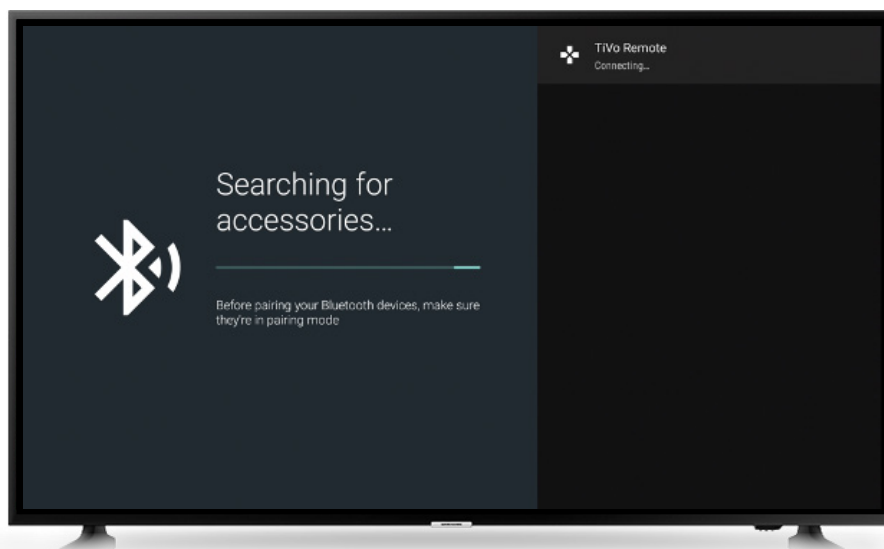 Searching for
accessories...
Before pairing your Bluetooth devices, make sure
they're in pairing mode
TiVo Remote
Connecting...